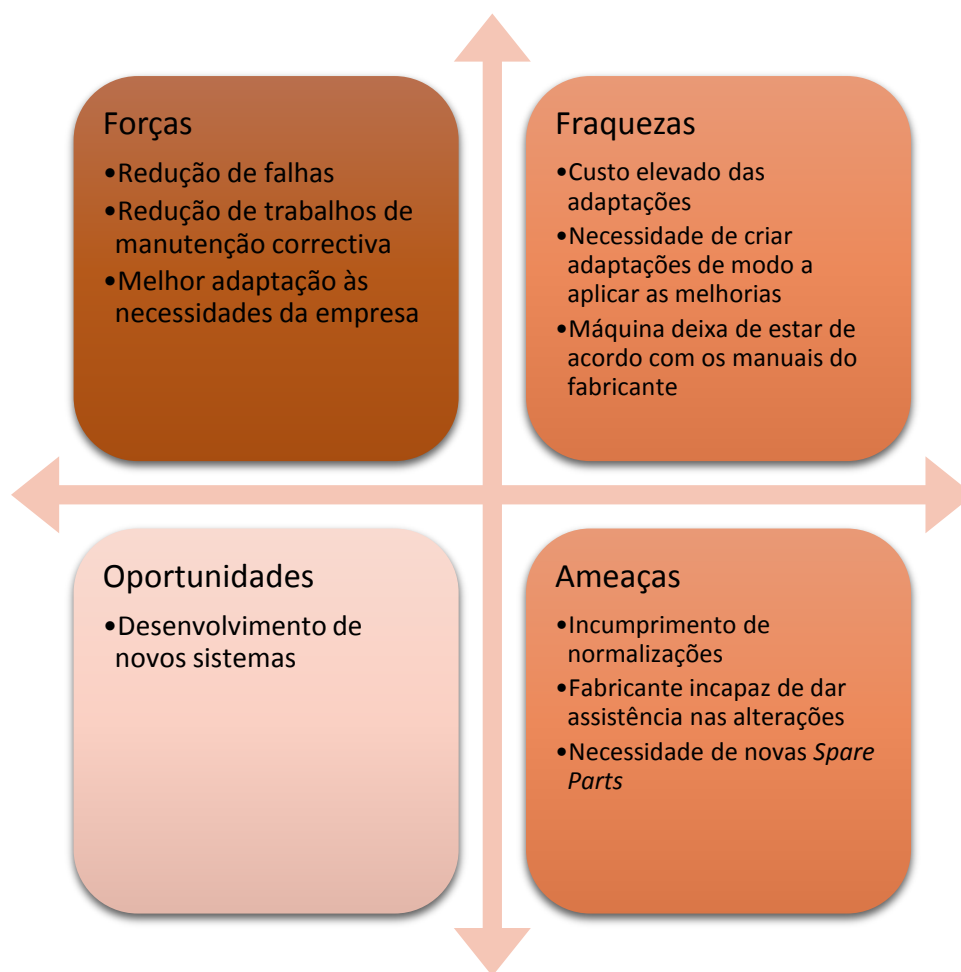 Forças
•Redução de falhas
•Redução de trabalhos de
manutenção correctiva
•Melhor adaptação às
necessidades da empresa
Fraquezas
•Custo elevado das
adaptações
•Necessidade de criar
adaptações de modo a
aplicar as melhorias
•Máquina deixa de estar de
acordo com os manuais do
fabricante
Oportunidades
•Desenvolvimento de
novos sistemas
Ameaças
•Incumprimento de
normalizações
•Fabricante incapaz de dar
assistência nas alterações
•Necessidade de novas Spare
Parts